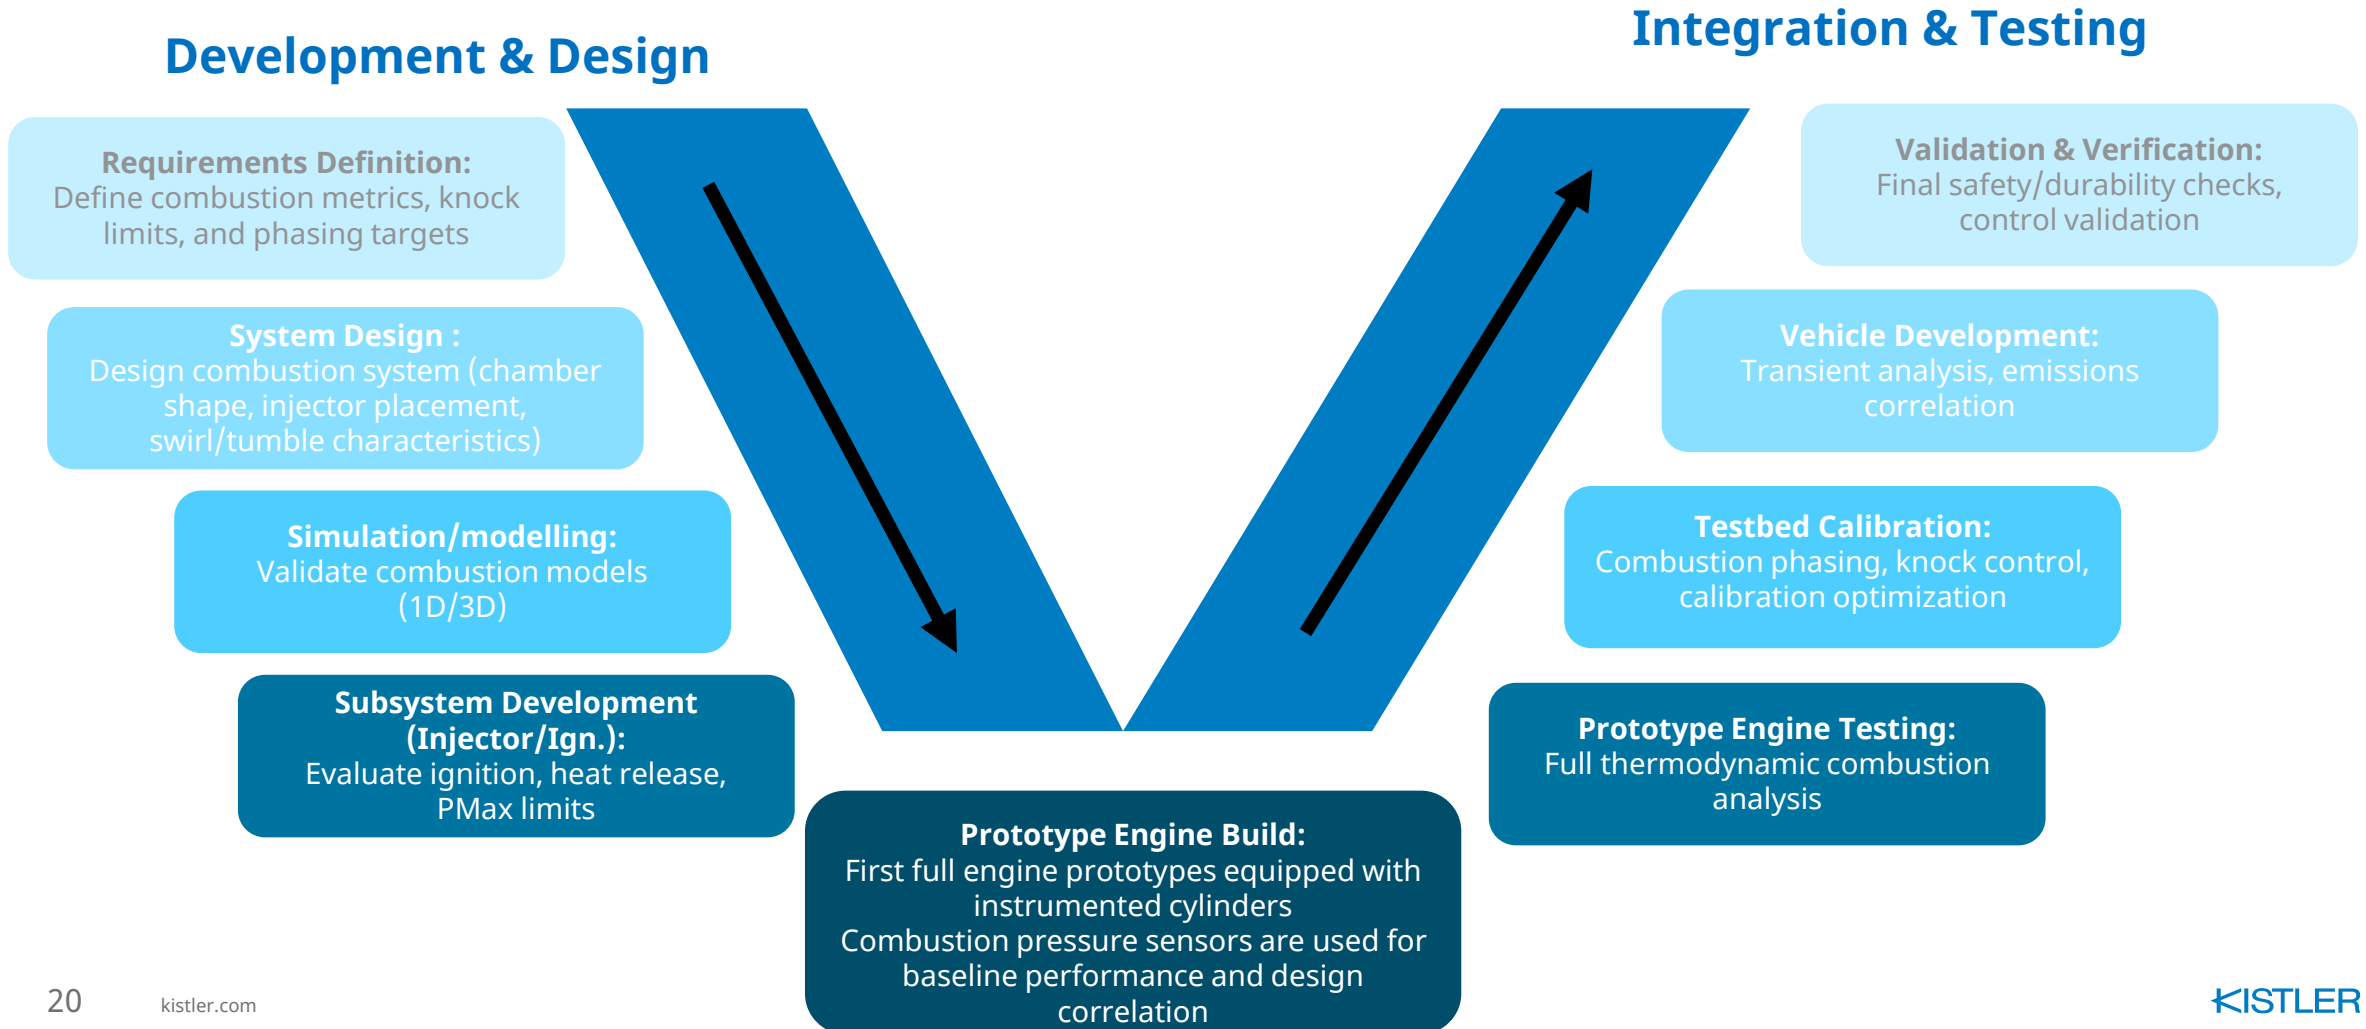 Development & Design
Integration & Testing
Requirements Definition:
Define combustion metrics, knock
limits, and phasing targets
System Design :
Design combustion system (chamber
shape, injector placement,
swirl/tumble characteristics)
Simulation/modelling:
Validate combustion models
(1D/3D)
Subsystem Development
(Injector/Ign.):
Evaluate ignition, heat release,
PMax limits
Prototype Engine Build:
First full engine prototypes equipped with
instrumented cylinders
Combustion pressure sensors are used for
baseline performance and design
correlation
Validation & Verification:
Final safety/durability checks,
control validation
Vehicle Development:
Transient analysis, emissions
correlation
Testbed Calibration:
Combustion phasing, knock control,
calibration optimization
Prototype Engine Testing:
Full thermodynamic combustion
analysis
20
kistler.com
KISTLER